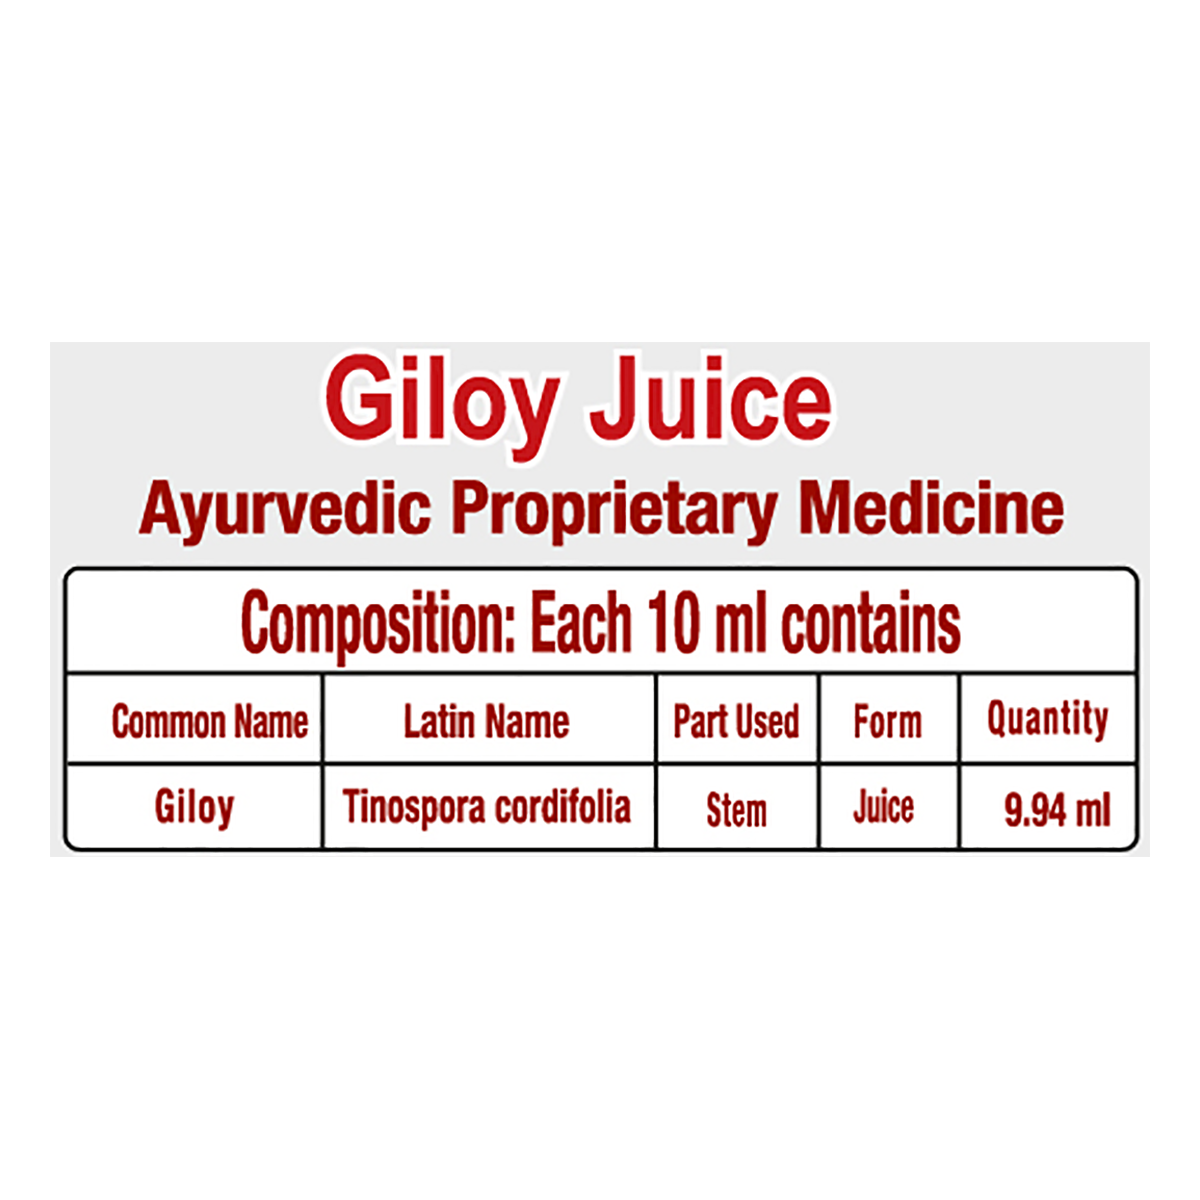 Giloy Juice
Ayurvedic Proprietary Medicine
Composition: Each 10 ml contains
Common Name Latin Name Part Used Form Quantity
Giloy Tinospora cordifolia Stem Juice 9.94 ml